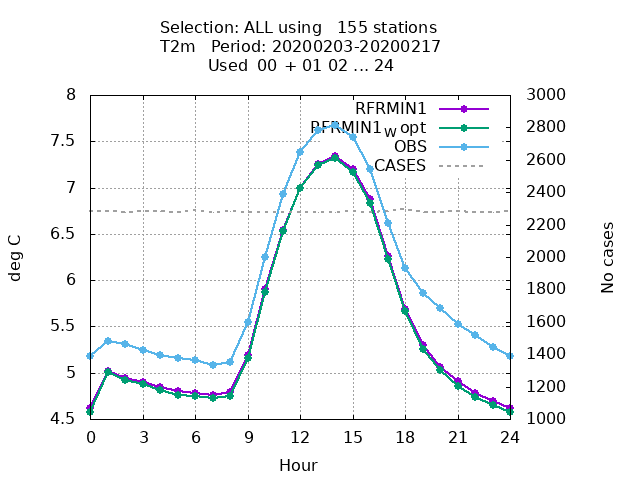 Selection: ALL using 155 stations
T2m Period: 20200203-20200217
Used 00 + 01 02 ... 24
8 3000
RFRMIN1
2800
RFRMIN1w opt
7.5
OBS
2600
CASES
7 2400
2200
6.5
2000
6
1800
5.5 1600
1400
5
1200
4.5 1000
deg C
No cases
0 3 6 9 12 15 18 21 24
Hour